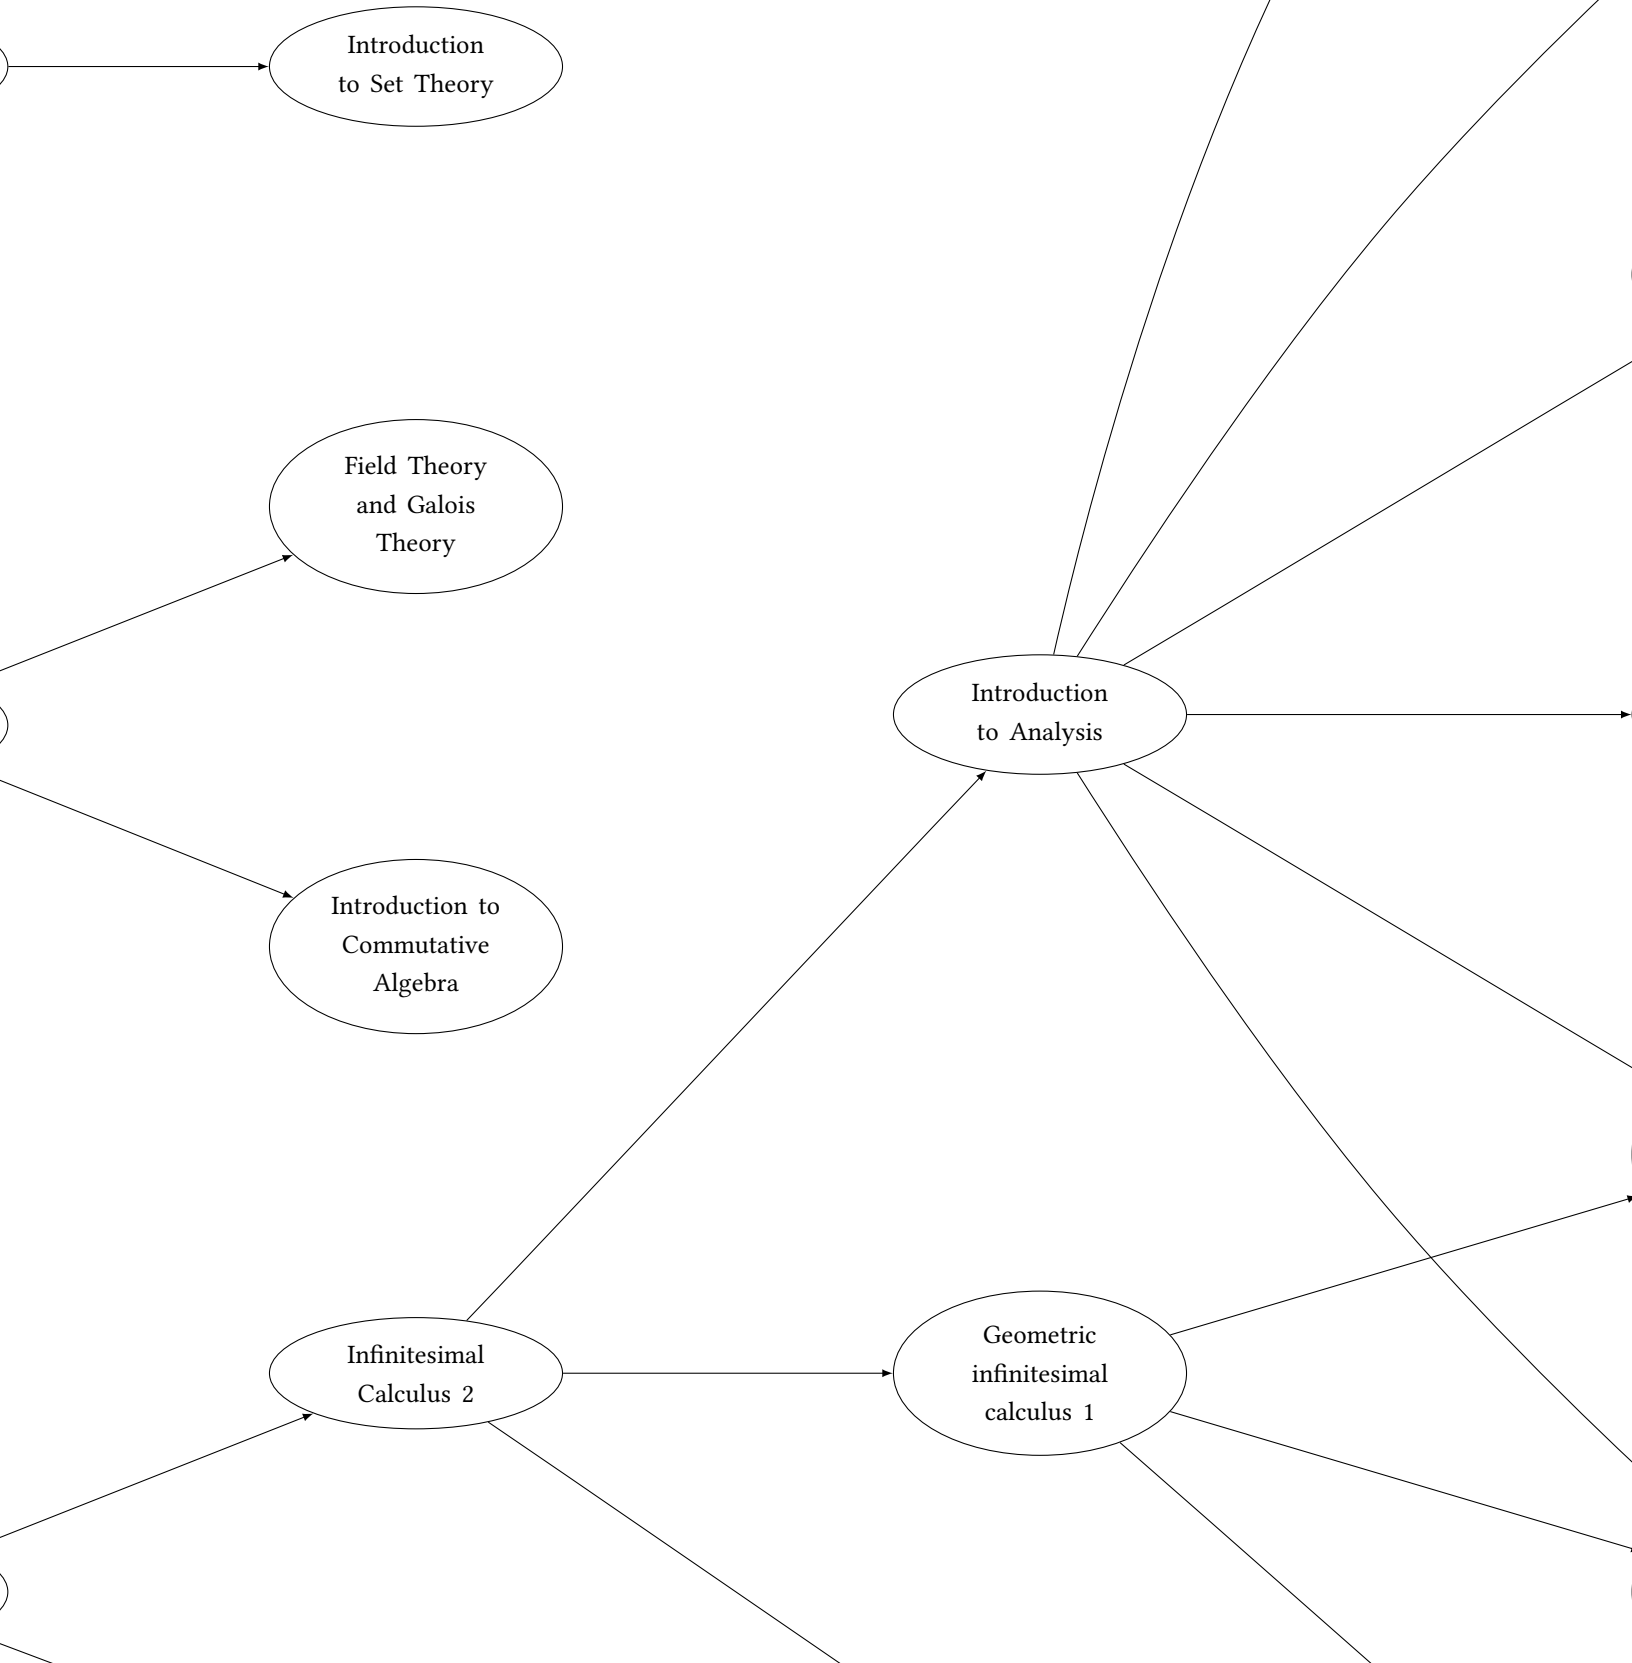 Introduction
to Set Theory
Field Theory
and Galois
Theory
Introduction
to Analysis
Introduction to
Commutative
Algebra
Infinitesimal
Calculus 2
Geometric
infinitesimal
calculus 1